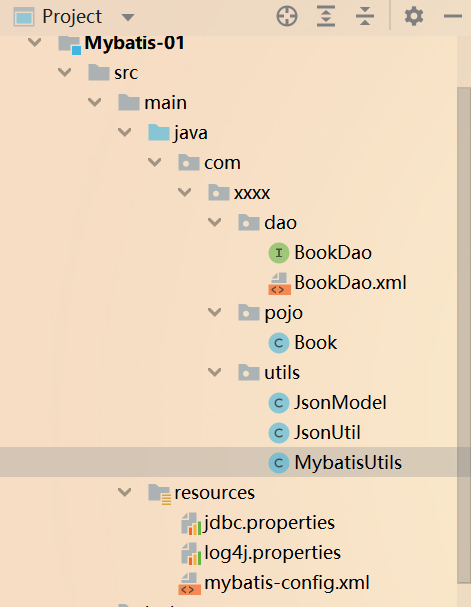 Project
Mybatis-01
src
main
java
com
xxxx
dao
I BookDao
<> BookDao.xml
pojo
C Book
utils
C JsonModel
C JsonUtil
C MybatisUtils
resources
jdbc.properties
log4j.properties
<> mybatis-config.xml